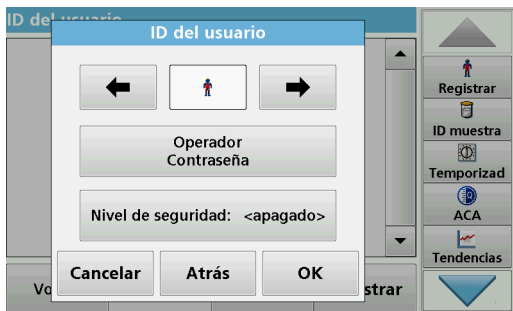 ID del usuario
ID del usuario
Operador
Contraseña
Nivel de seguridad: <apagado>
Cancelar
Atrás
OK
Registrar
ID muestra
Temporizad
ACA
Tendencias